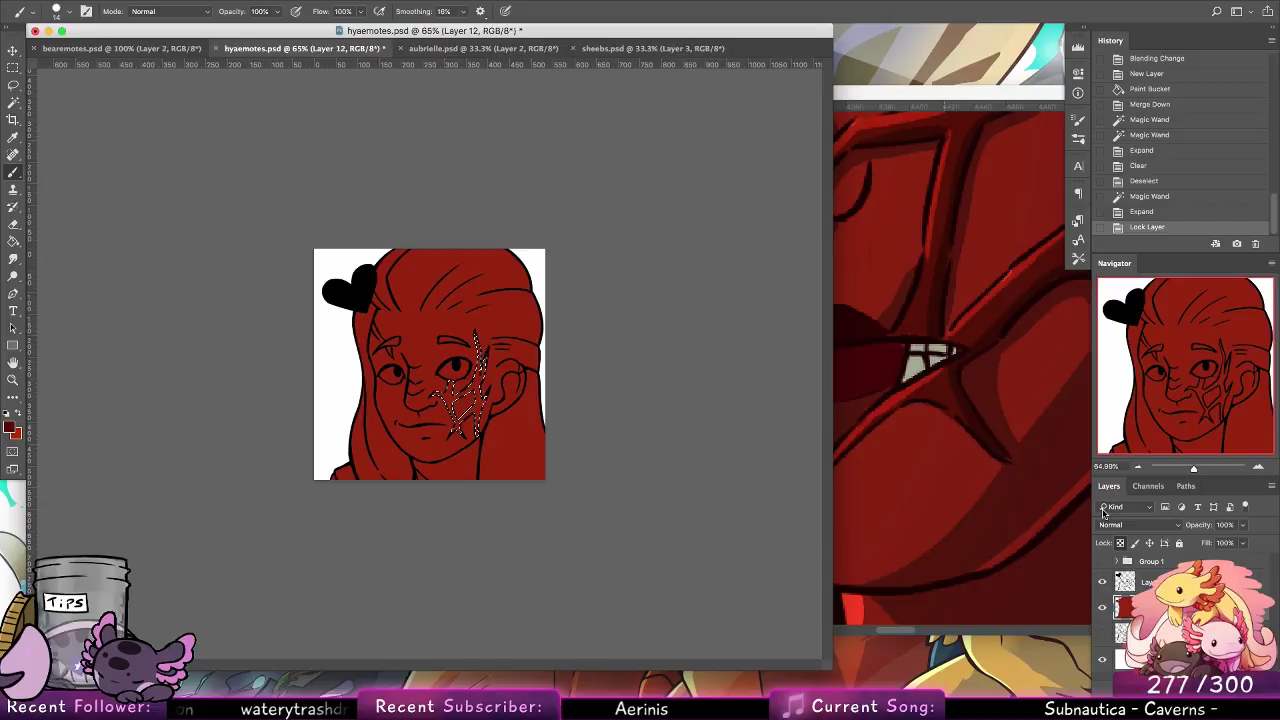 Mode: Normal Opacity: 100% Flow: 100% Smoothing: 16%
hyaemotes.psd @ 65% (Layer 12, RGB/8*) *
bearemotes.psd @ 100% (Layer 2, RGB/8*)
hyaemotes.psd @ 65% (Layer 12, RGB/8*) *
aubrielle.psd @ 33.3% (Layer 2, RGB/8*)
sheebs.psd @ 33.3% (Layer 3, RGB/8*)
History
Blending Change
New Layer
Paint Bucket
Merge Down
Magic Wand
Magic Wand
Expand
Clear
Deselect
Magic Wand
Expand
Lock Layer
Navigator
64.99%
Layers Channels Paths
Kind
Normal Opacity: 100%
Lock: Fill: 100%
Group 1
TiPS
277/300
Recent Follower: waterytrashdr
Recent Subscriber: Aerinis
Current Song: Subnautica - Caverns -